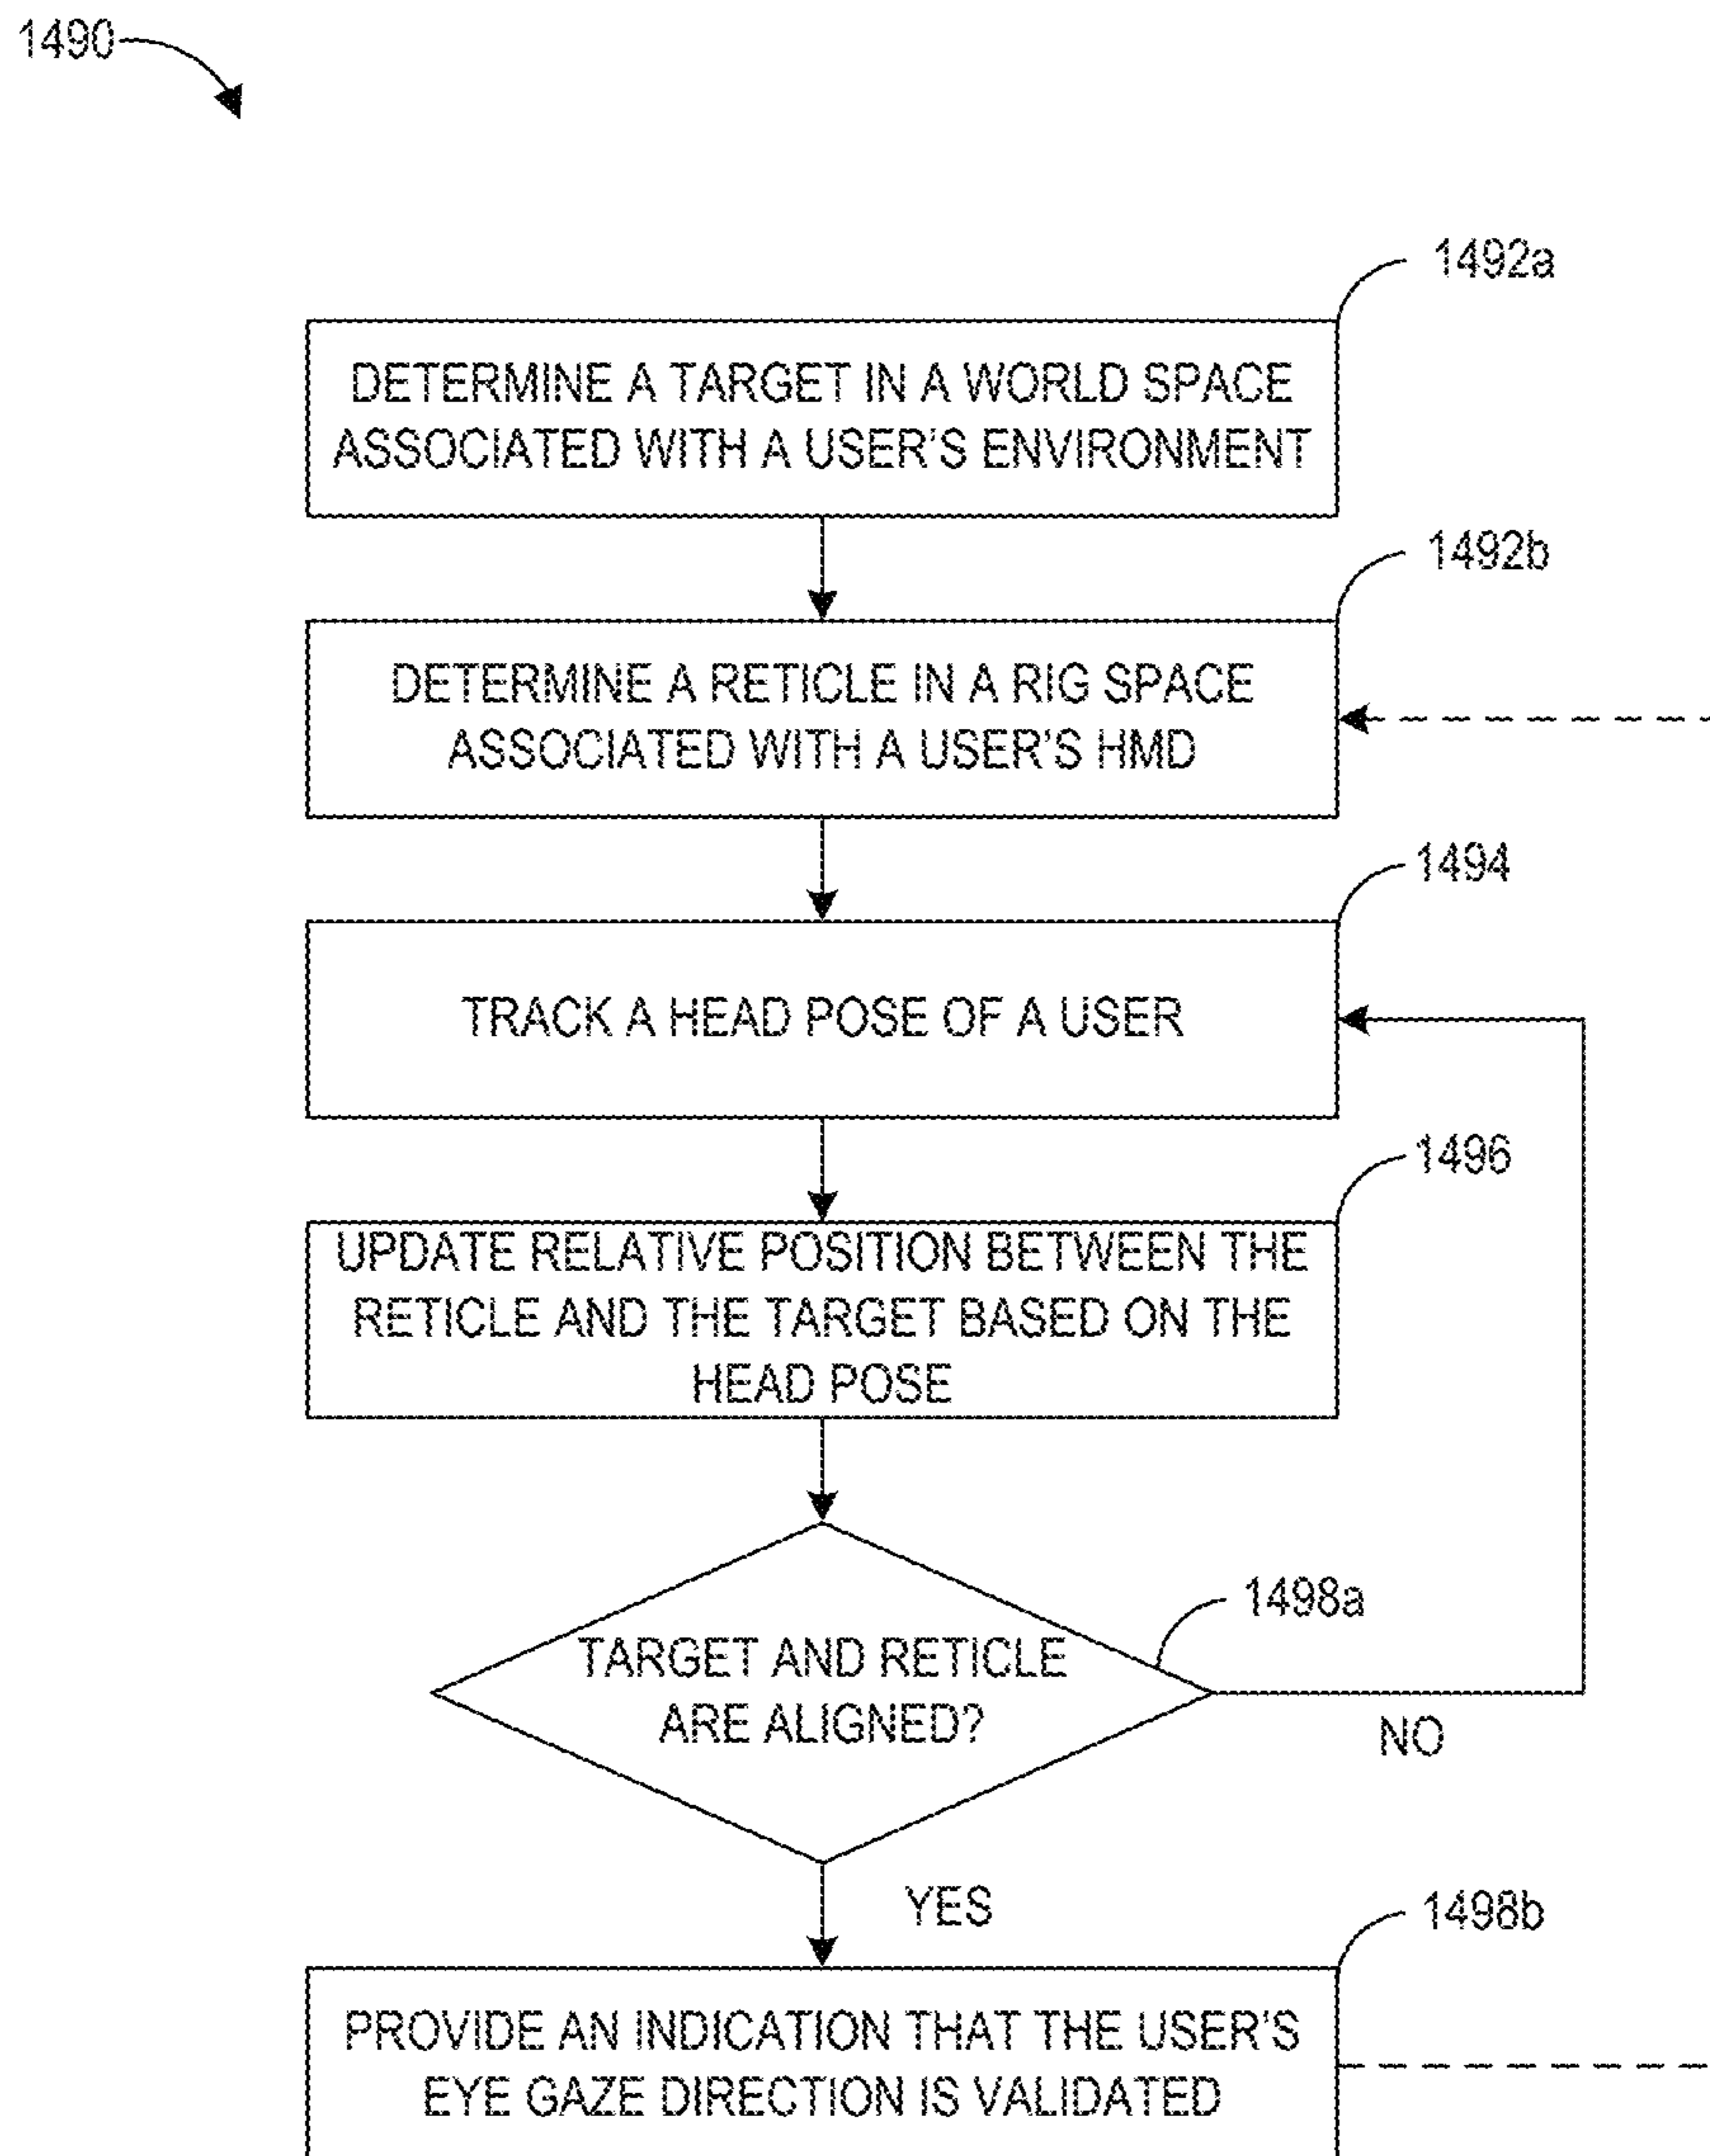 1490
1492a
DETERMINE A TARGET IN A WORLD SPACE
ASSOCIATED WITH A USER'S ENVIRONMENT
1492b
DETERMINE A RETICLE IN A RIG SPACE
ASSOCIATED WITH A USER'S HMD
1494
TRACK A HEAD POSE OF A USER
1496
UPDATE RELATIVE POSITION BETWEEN THE
RETICLE AND THE TARGET BASED ON THE
HEAD POSE
1498a
TARGET AND RETICLE
ARE ALIGNED?
NO
YES
1498b
PROVIDE AN INDICATION THAT THE USER'S
EYE GAZE DIRECTION IS VALIDATED